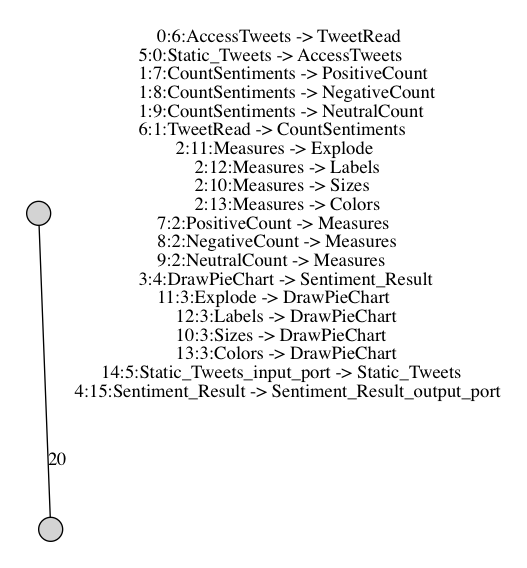 0:6:AccessTweets -> TweetRead
5:0:Static_Tweets -> AccessTweets
1:7:CountSentiments -> PositiveCount
1:8:CountSentiments -> NegativeCount
1:9:CountSentiments -> NeutralCount
6:1:TweetRead -> CountSentiments
2:11:Measures -> Explode
2:12:Measures -> Labels
2:10:Measures -> Sizes
2:13:Measures -> Colors
7:2:PositiveCount -> Measures
8:2:NegativeCount -> Measures
9:2:NeutralCount -> Measures
3:4:DrawPieChart -> Sentiment_Result
11:3:Explode -> DrawPieChart
12:3:Labels -> DrawPieChart
10:3:Sizes -> DrawPieChart
13:3:Colors -> DrawPieChart
14:5:Static_Tweets_input_port -> Static_Tweets
4:15:Sentiment_Result -> Sentiment_Result_output_port
20